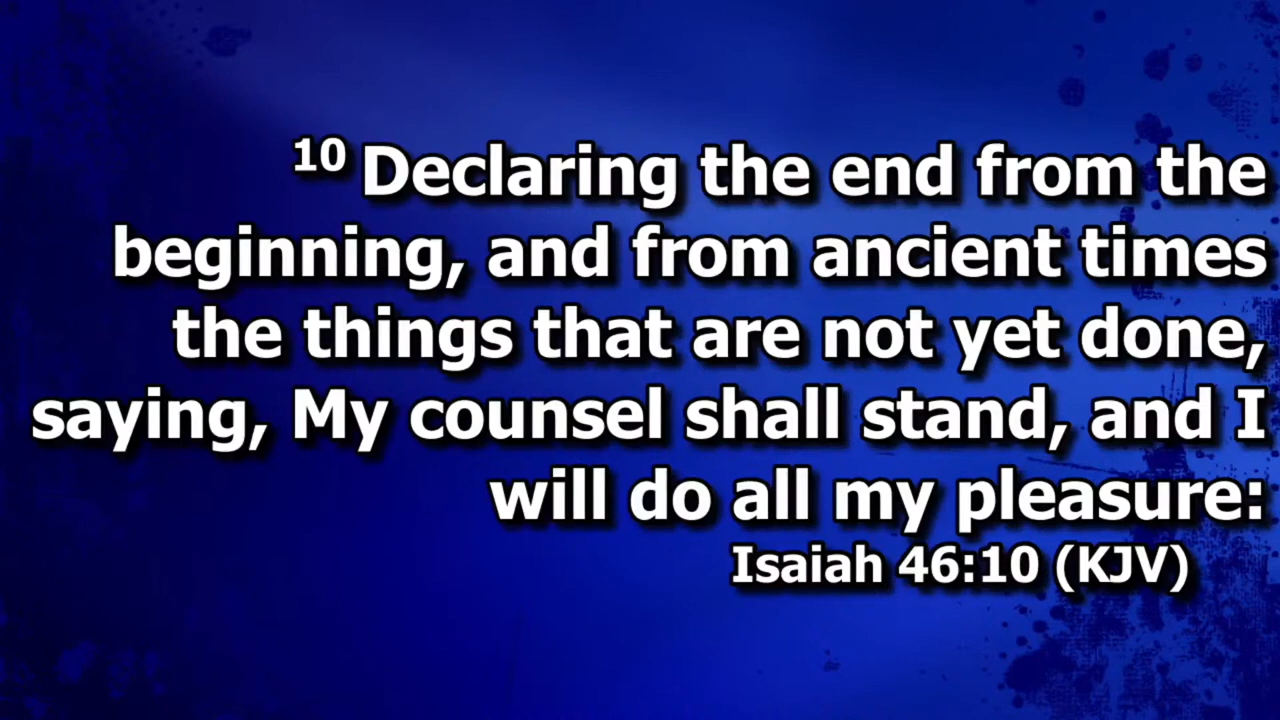 10 Declaring the end from the
beginning, and from ancient times
the things that are not yet done,
saying, My counsel shall stand, and I
will do all my pleasure:
Isaiah 46:10 (KJV)